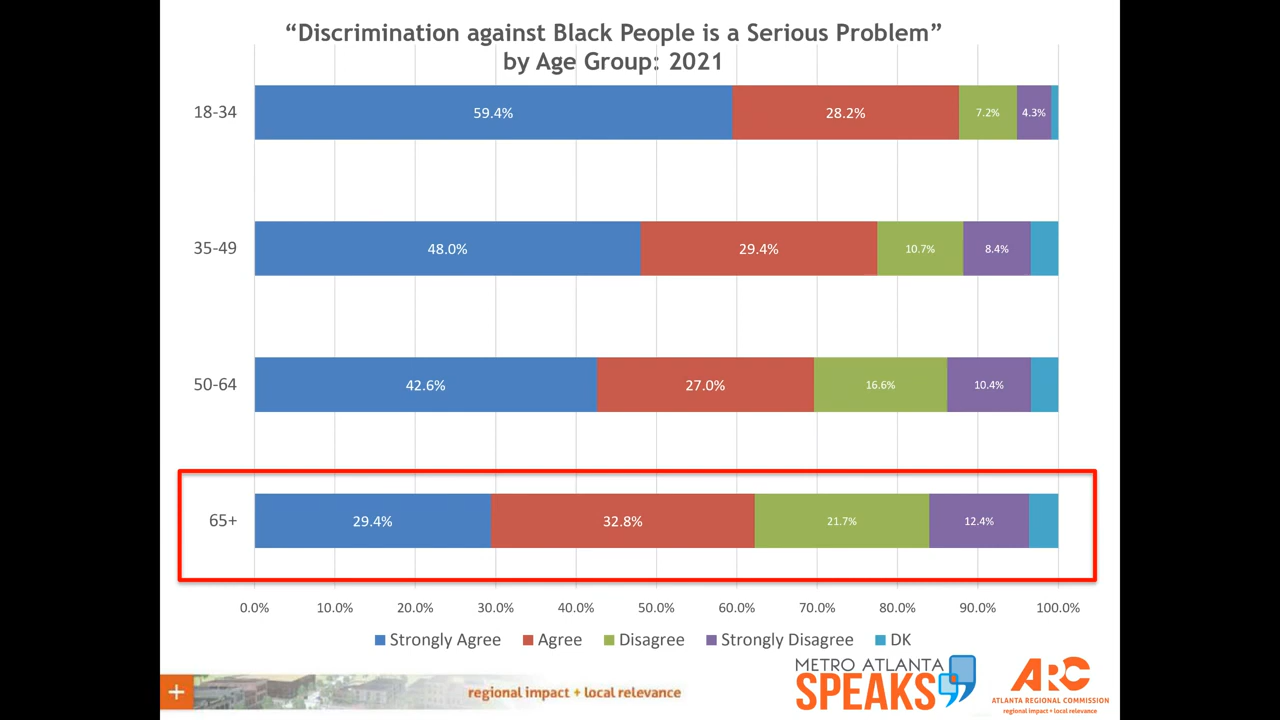 “Discrimination against Black People is a Serious Problem”
by Age Group: 2021
18-34
59.4%
28.2%
7.2%
4.3%
35-49
48.0%
29.4%
10.7%
8.4%
50-64
42.6%
27.0%
16.6%
10.4%
65+
29.4%
32.8%
21.7%
12.4%
0.0% 10.0% 20.0% 30.0% 40.0% 50.0% 60.0% 70.0% 80.0% 90.0% 100.0%
Strongly Agree Agree Disagree Strongly Disagree DK
regional impact + local relevance
METRO ATLANTA
SPEAKS
ARC
ATLANTA REGIONAL COMMISSION
regional impact + local relevance